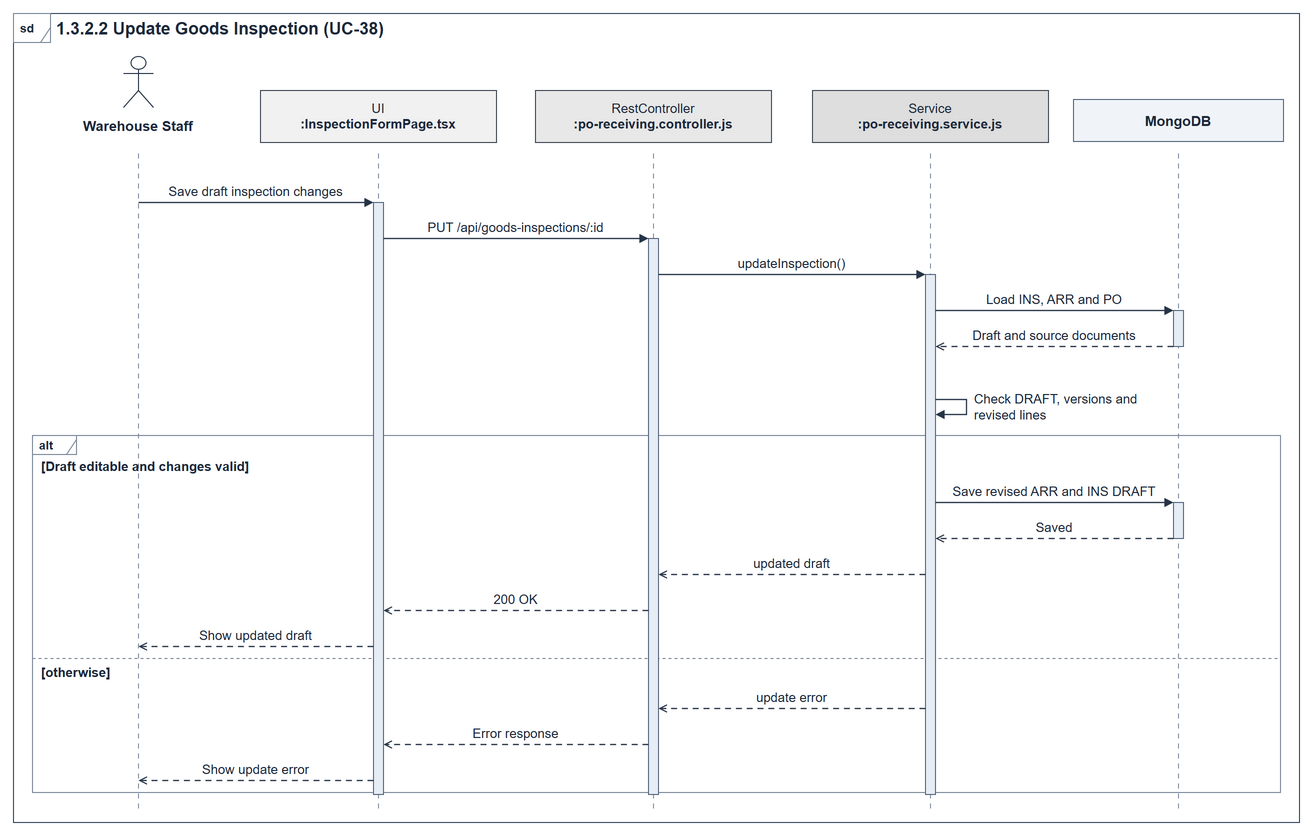 sd
1.3.2.2 Update Goods Inspection (UC-38)
Warehouse Staff
UI
:InspectionFormPage.tsx
RestController
:po-receiving.controller.js
Service
:po-receiving.service.js
MongoDB
Save draft inspection changes
PUT /api/goods-inspections/:id
updateInspection()
Load INS, ARR and PO
Draft and source documents
Check DRAFT, versions and
revised lines
alt
[Draft editable and changes valid]
Save revised ARR and INS DRAFT
Saved
updated draft
200 OK
Show updated draft
[otherwise]
update error
Error response
Show update error